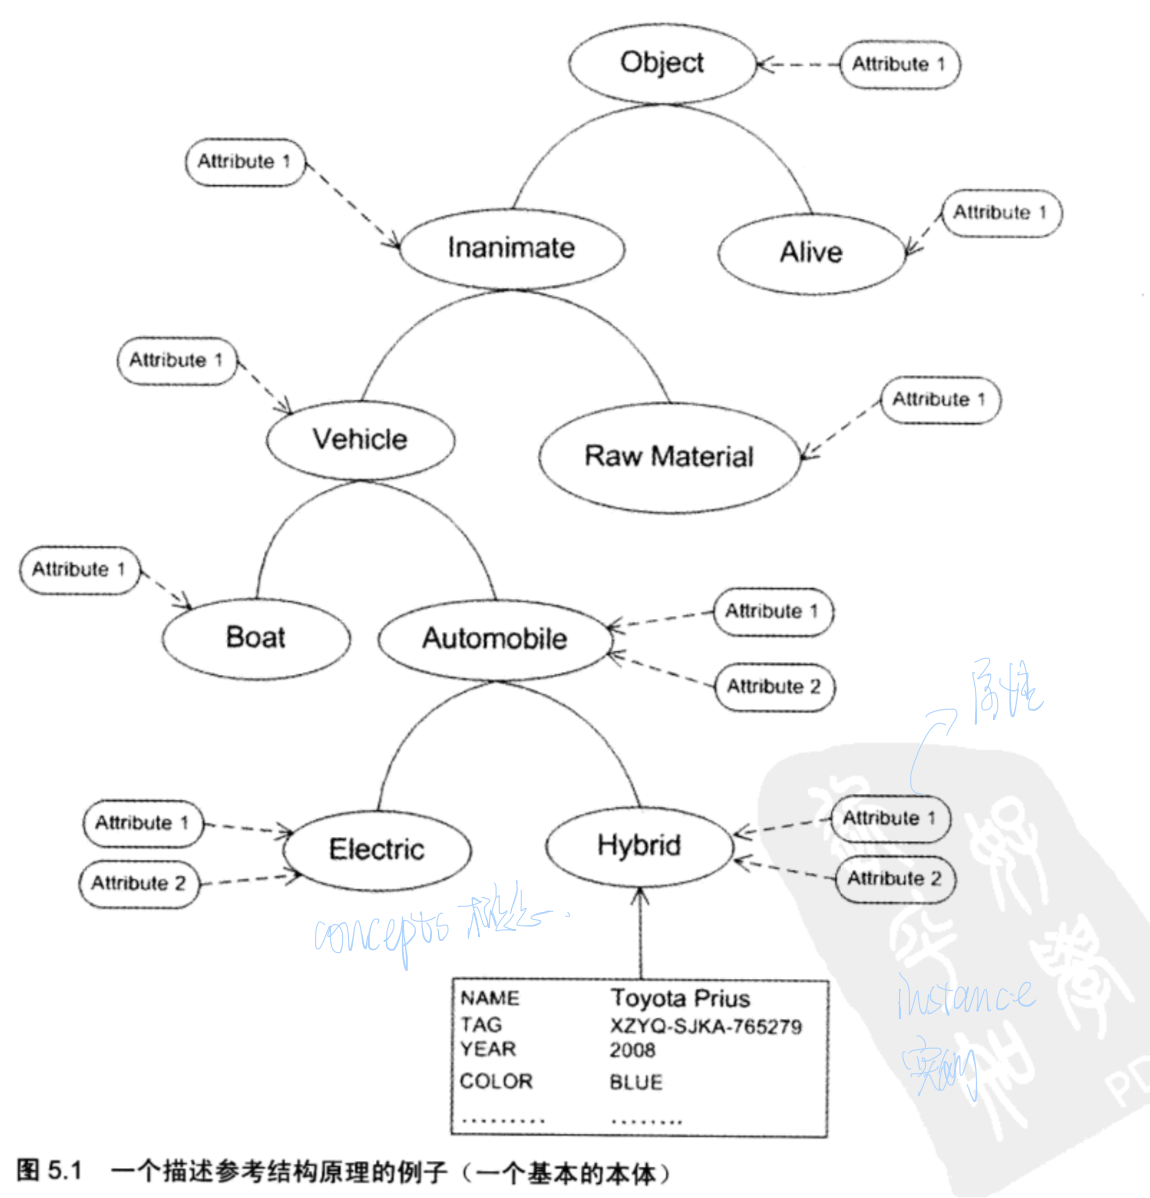 Object
Attribute 1
Attribute 1
Inanimate
Attribute 1
Alive
Attribute 1
Vehicle
Attribute 1
Raw Material
Attribute 1
Boat
Automobile
Attribute 1
Attribute 2
属性
Attribute 1
Attribute 2
Electric
Hybrid
Attribute 1
Attribute 2
concepts 概念.
instance
实例
NAME Toyota Prius
TAG XZYQ-SJKA-765279
YEAR 2008
COLOR BLUE
......... ........
PD
图 5.1 一个描述参考结构原理的例子（一个基本的本体）